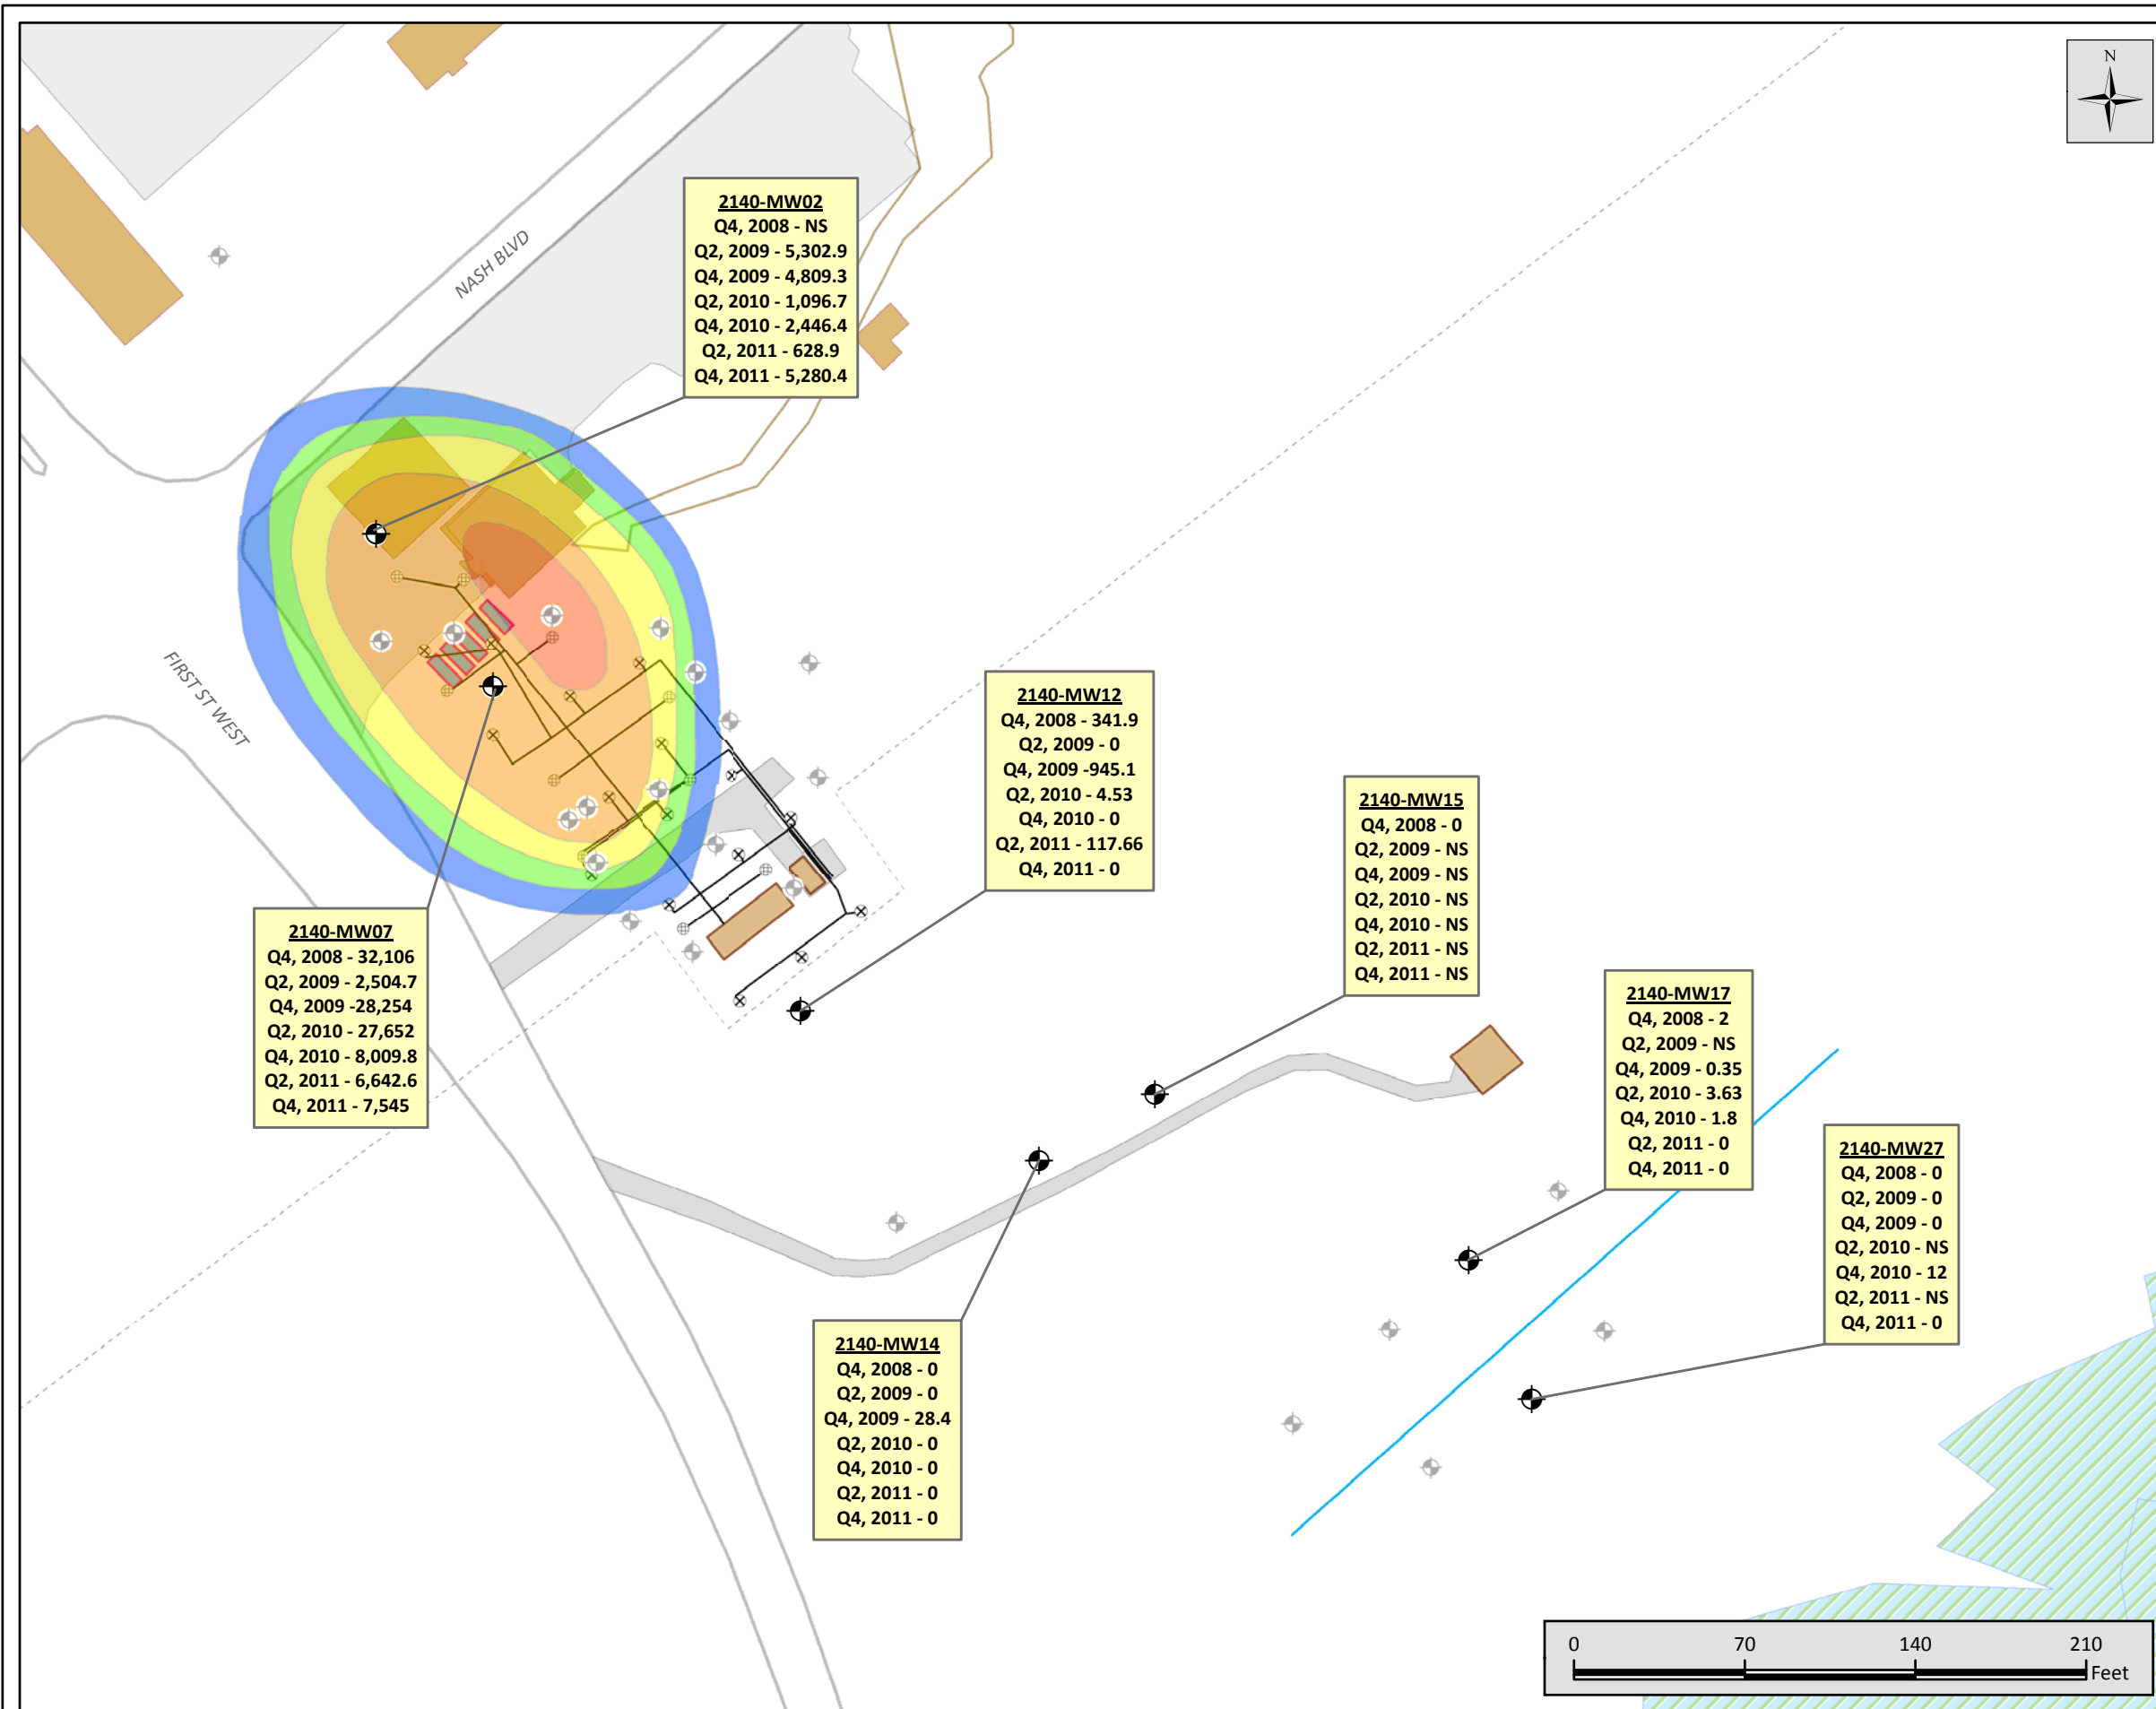 N
2140-MW02
Q4, 2008 - NS
Q2, 2009 - 5,302.9
Q4, 2009 - 4,809.3
Q2, 2010 - 1,096.7
Q4, 2010 - 2,446.4
Q2, 2011 - 628.9
Q4, 2011 - 5,280.4
NASH BLVD
FIRST ST WEST
2140-MW12
Q4, 2008 - 341.9
Q2, 2009 - 0
Q4, 2009 -945.1
Q2, 2010 - 4.53
Q4, 2010 - 0
Q2, 2011 - 117.66
Q4, 2011 - 0
2140-MW15
Q4, 2008 - 0
Q2, 2009 - NS
Q4, 2009 - NS
Q2, 2010 - NS
Q4, 2010 - NS
Q2, 2011 - NS
Q4, 2011 - NS
2140-MW07
Q4, 2008 - 32,106
Q2, 2009 - 2,504.7
Q4, 2009 -28,254
Q2, 2010 - 27,652
Q4, 2010 - 8,009.8
Q2, 2011 - 6,642.6
Q4, 2011 - 7,545
2140-MW17
Q4, 2008 - 2
Q2, 2009 - NS
Q4, 2009 - 0.35
Q2, 2010 - 3.63
Q4, 2010 - 1.8
Q2, 2011 - 0
Q4, 2011 - 0
2140-MW27
Q4, 2008 - 0
Q2, 2009 - 0
Q4, 2009 - 0
Q2, 2010 - NS
Q4, 2010 - 12
Q2, 2011 - NS
Q4, 2011 - 0
2140-MW14
Q4, 2008 - 0
Q2, 2009 - 0
Q4, 2009 - 28.4
Q2, 2010 - 0
Q4, 2010 - 0
Q2, 2011 - 0
Q4, 2011 - 0
0 70 140 210
Feet